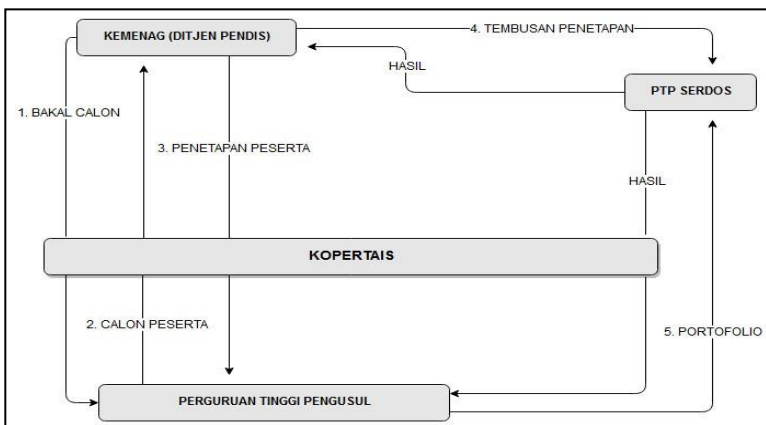 KEMENAG (DITJEN PENDIS)
4. TEMBUSAN PENETAPAN
HASIL
PTP SERDOS
1. BAKAL CALON
3. PENETAPAN PESERTA
HASIL
KOPERTAIS
2. CALON PESERTA
5. PORTOFOLIO
PERGURUAN TINGGI PENGUSUL